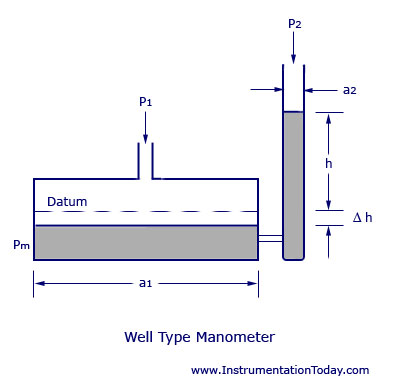 P2
a2
P1
h
Datum
Δ h
Pm
a1
Well Type Manometer
www.InstrumentationToday.com